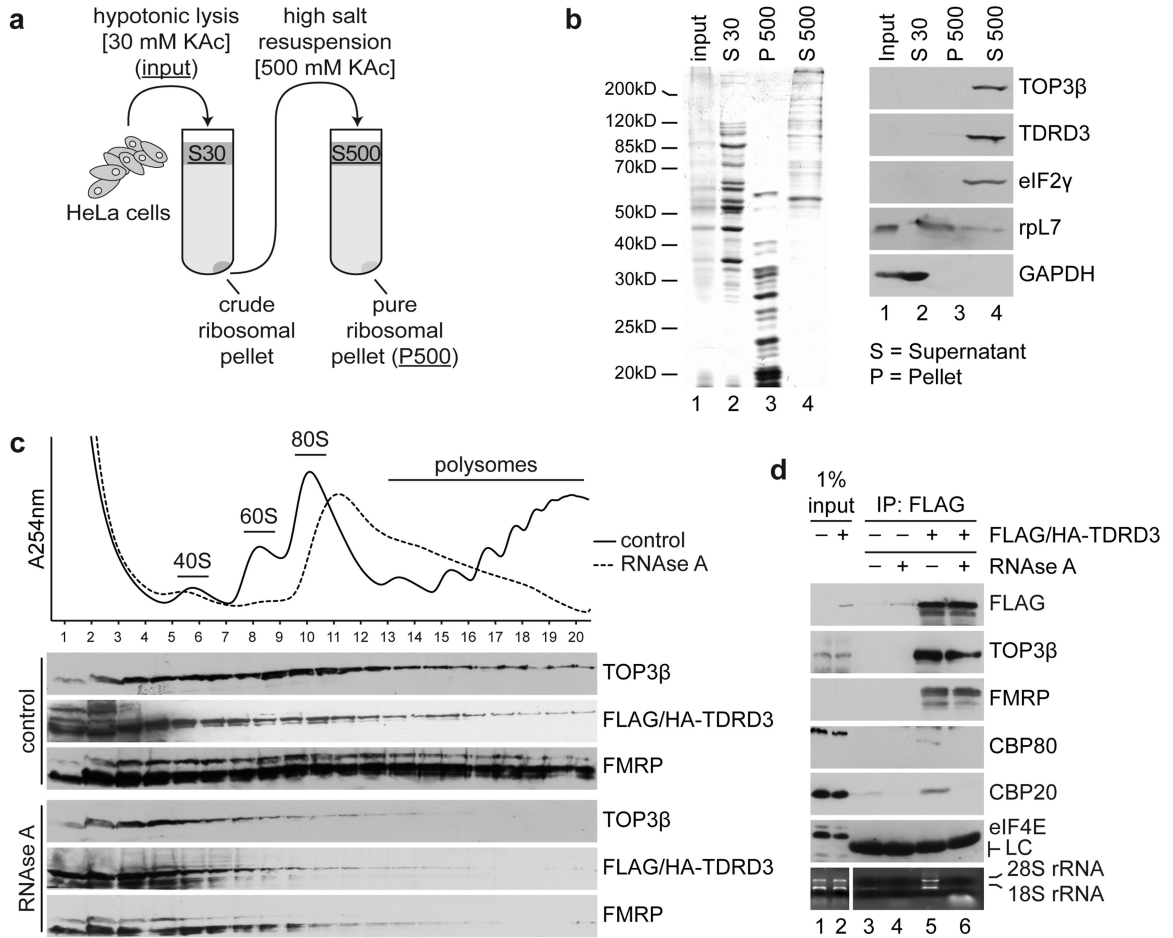 a
hypotonic lysis
[30 mM KAc]
(input)
high salt
resuspension
[500 mM KAc]
S30
S500
HeLa cells
crude
ribosomal
pellet
pure
ribosomal
pellet (P500)
b
input
S 30
P 500
S 500
200kD
120kD
85kD
70kD
50kD
40kD
30kD
25kD
20kD
1 2 3 4
Input
S 30
P 500
S 500
TOP3β
TDRD3
eIF2γ
rpL7
GAPDH
1 2 3 4
S = Supernatant
P = Pellet
c
A254nm
40S
60S
80S
polysomes
control
RNAse A
1 2 3 4 5 6 7 8 9 10 11 12 13 14 15 16 17 18 19 20
control
TOP3β
FLAG/HA-TDRD3
FMRP
RNAse A
TOP3β
FLAG/HA-TDRD3
FMRP
d
1%
input
IP: FLAG
– + – – + + FLAG/HA-TDRD3
– + – + RNAse A
FLAG
TOP3β
FMRP
CBP80
CBP20
eIF4E
LC
28S rRNA
18S rRNA
1 2 3 4 5 6